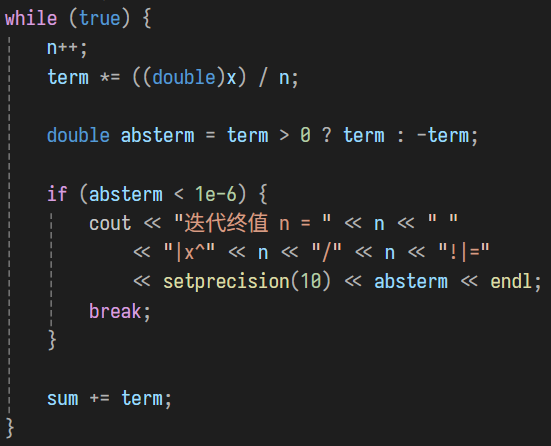 while (true) {
n++;
term *= ((double)x) / n;
double absterm = term > 0 ? term : -term;
if (absterm < 1e-6) {
cout << "迭代终值 n = " << n << " "
<< "|x^" << n << "/" << n << "!|="
<< setprecision(10) << absterm << endl;
break;
}
sum += term;
}